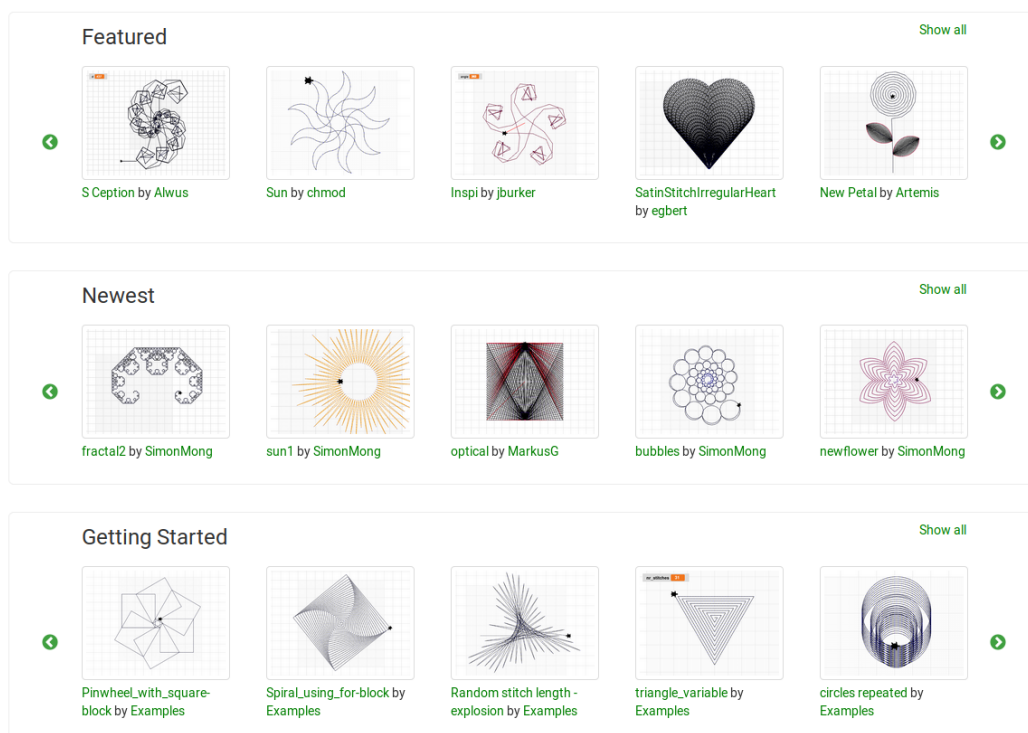 Featured
Show all
S Ception by Alwus
Sun by chmod
Inspi by jburker
SatinStitchIrregularHeart
by egbert
New Petal by Artemis
Newest
Show all
fractal2 by SimonMong
sun1 by SimonMong
optical by MarkusG
bubbles by SimonMong
newflower by SimonMong
Getting Started
Show all
nr_stitches 31
Pinwheel_with_square-
block by Examples
Spiral_using_for-block by
Examples
Random stitch length -
explosion by Examples
triangle_variable by
Examples
circles repeated by
Examples